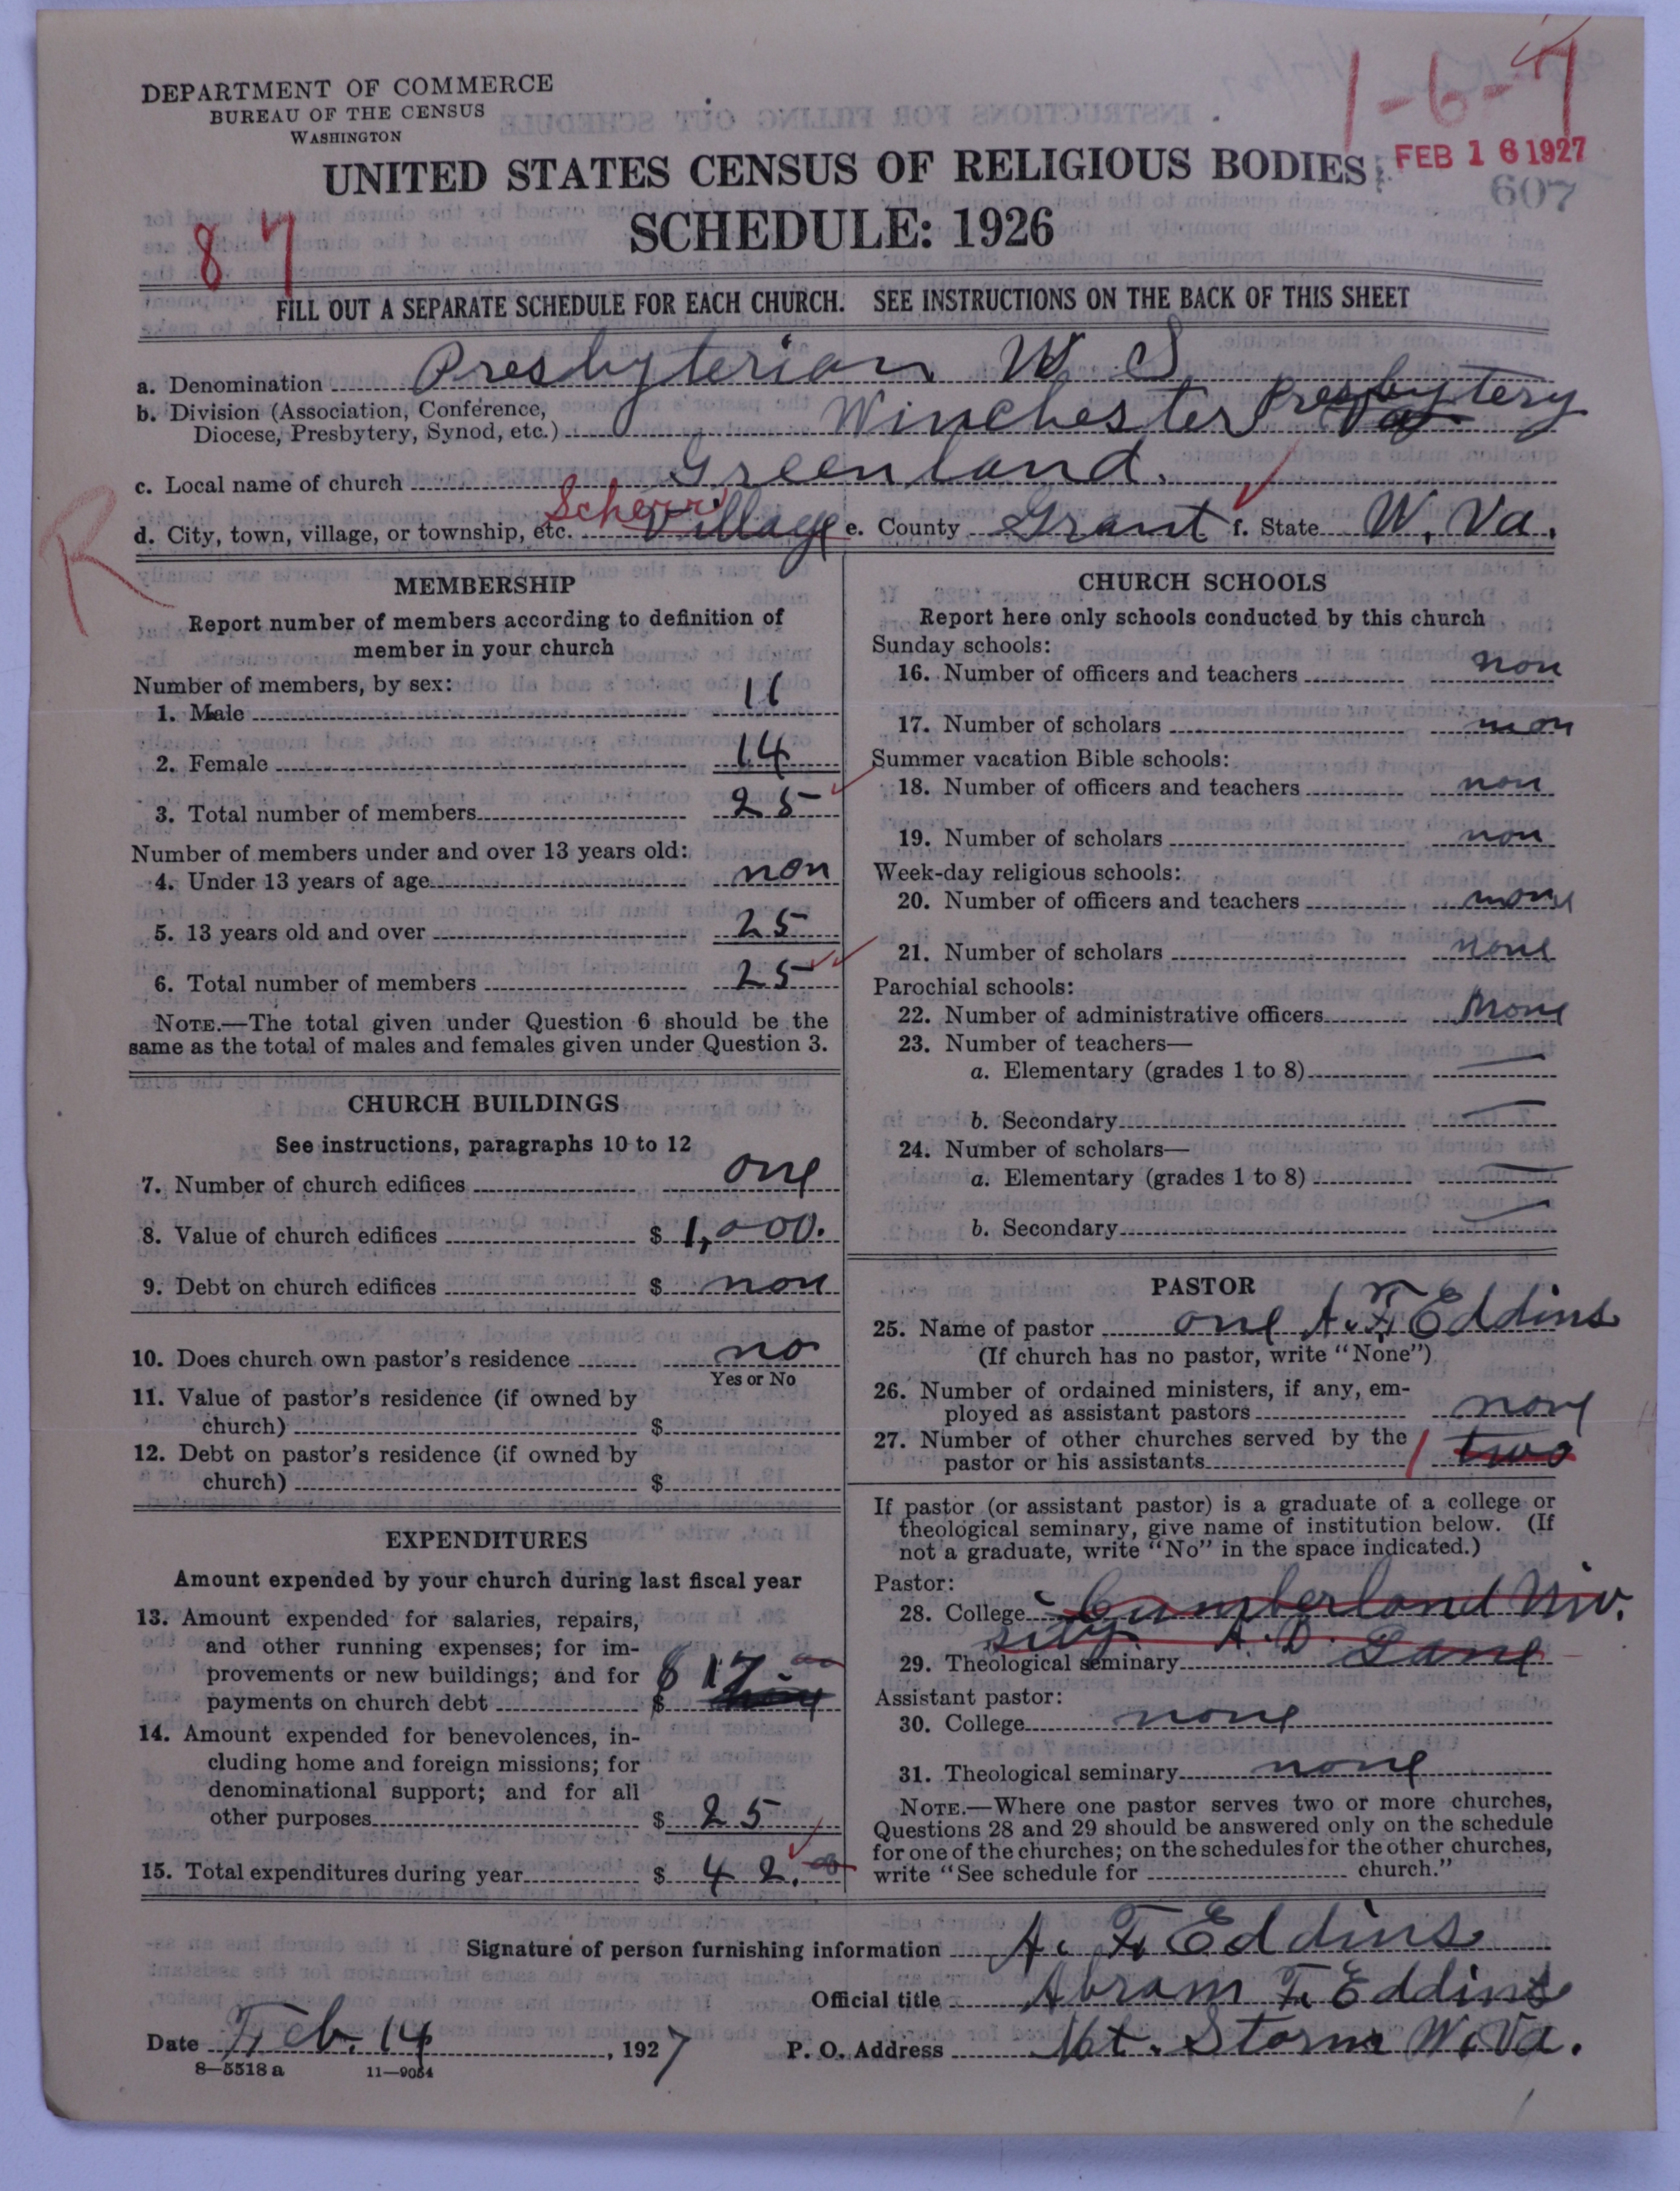 DEPARTMENT OF COMMERCE
BUREAU OF THE CENSUS
WASHINGTON
1-6-
UNITED STATES CENSUS OF RELIGIOUS BODIES
FEB 16 1927
607
SCHEDULE: 1926
8 7
FILL OUT A SEPARATE SCHEDULE FOR EACH CHURCH. SEE INSTRUCTIONS ON THE BACK OF THIS SHEET
a. Denomination Presbyterian S
b. Division (Association, Conference,
Diocese, Presbytery, Synod, etc.) Winchester Presbytery
c. Local name of church Greenland.
R
d. City, town, village, or township, etc. Scherr Village e. County Grant f. State W. Va.
MEMBERSHIP
Report number of members according to definition of
member in your church
Number of members, by sex:
1. Male 11
2. Female 14
3. Total number of members 25
Number of members under and over 13 years old:
4. Under 13 years of age non
5. 13 years old and over 25
6. Total number of members 25
NOTE.—The total given under Question 6 should be the
same as the total of males and females given under Question 3.
CHURCH BUILDINGS
See instructions, paragraphs 10 to 12
7. Number of church edifices one
8. Value of church edifices $ 1,000.
9. Debt on church edifices $ non
10. Does church own pastor's residence no
Yes or No
11. Value of pastor's residence (if owned by
church) $
12. Debt on pastor's residence (if owned by
church) $
EXPENDITURES
Amount expended by your church during last fiscal year
13. Amount expended for salaries, repairs,
and other running expenses; for im-
provements or new buildings; and for
payments on church debt $ 17.00
14. Amount expended for benevolences, in-
cluding home and foreign missions; for
denominational support; and for all
other purposes $ 25
15. Total expenditures during year $ 42.00
CHURCH SCHOOLS
Report here only schools conducted by this church
Sunday schools:
16. Number of officers and teachers non
17. Number of scholars non
Summer vacation Bible schools:
18. Number of officers and teachers non
19. Number of scholars non
Week-day religious schools:
20. Number of officers and teachers none
21. Number of scholars none
Parochial schools:
22. Number of administrative officers None
23. Number of teachers—
a. Elementary (grades 1 to 8) —
b. Secondary —
24. Number of scholars—
a. Elementary (grades 1 to 8) —
b. Secondary —
PASTOR
25. Name of pastor one A. F. Eddins
(If church has no pastor, write "None")
26. Number of ordained ministers, if any, em-
ployed as assistant pastors none
27. Number of other churches served by the
pastor or his assistants 1 two
If pastor (or assistant pastor) is a graduate of a college or
theological seminary, give name of institution below. (If
not a graduate, write "No" in the space indicated.)
Pastor:
28. College Cumberland Niv.
sity. A.D.
29. Theological seminary Same
Assistant pastor:
30. College none
31. Theological seminary none
NOTE.—Where one pastor serves two or more churches,
Questions 28 and 29 should be answered only on the schedule
for one of the churches; on the schedules for the other churches,
write "See schedule for church."
Signature of person furnishing information A. F. Eddins
Official title Abram F. Eddins
Date Feb. 14, 1927 P. O. Address Mt. Storm W. Va.
8—5518 a 11—9054